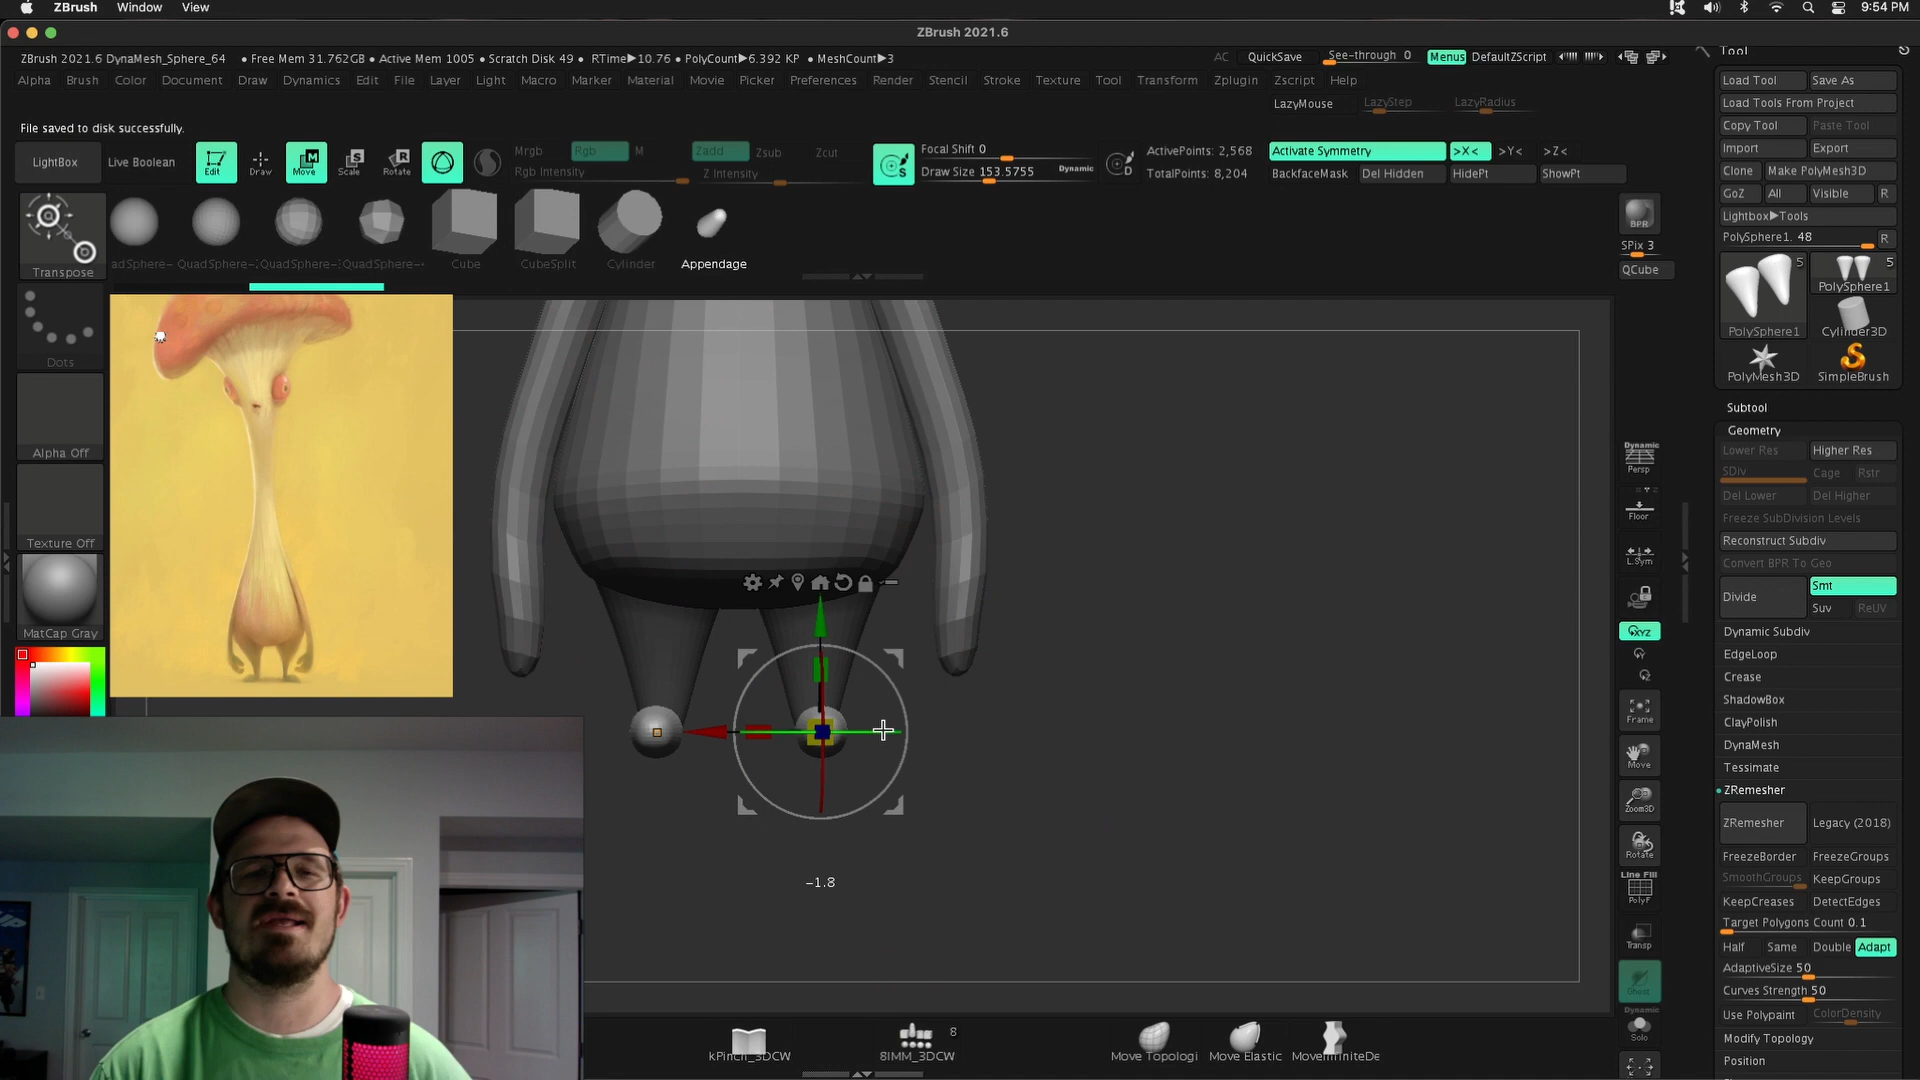 ZBrush Window View 9:54 PM
ZBrush 2021.6
ZBrush 2021.6 DynaMesh_Sphere_64 • Free Mem 31.762GB • Active Mem 1005 • Scratch Disk 49 • RTime▶10.76 • PolyCount▶6.392 KP • MeshCount▶3
AC QuickSave See-through 0 Menus DefaultZScript
Alpha Brush Color Document Draw Dynamics Edit File Layer Light Macro Marker Material Movie Picker Preferences Render Stencil Stroke Texture Tool Transform Zplugin Zscript Help
LazyMouse LazyStep LazyRadius
File saved to disk successfully.
LightBox
Live Boolean
Edit
Draw
Move
Scale
Rotate
Mrgb Rgb M
Rgb Intensity
Zadd Zsub Zcut
Z Intensity
Focal Shift 0
Draw Size 153.5755
Dynamic
ActivePoints: 2,568
TotalPoints: 8,204
Activate Symmetry >X< >Y< >Z<
BackfaceMask Del Hidden HidePt ShowPt
Transpose
adSphere-
QuadSphere-
QuadSphere-
QuadSphere-
Cube
CubeSplit
Cylinder
Appendage
Dots
Alpha Off
Texture Off
MatCap Gray
-1.8
kPinch_3DCW
8
8IMM_3DCW
Move Topologi
Move Elastic
BPR
SPix 3
QCube
Dynamic
Persp
Floor
L.Sym
XYZ
Frame
Move
Zoom3D
Rotate
Line Fill
PolyF
Transp
Ghost
Dynamic
Solo
Tool
Load Tool Save As
Load Tools From Project
Copy Tool Paste Tool
Import Export
Clone Make PolyMesh3D
GoZ All Visible R
Lightbox▶Tools
PolySphere1. 48 R
5
5
PolySphere1
PolySphere1
Cylinder3D
PolyMesh3D
SimpleBrush
Subtool
Geometry
Lower Res Higher Res
SDiv Cage Rstr
Del Lower Del Higher
Freeze SubDivision Levels
Reconstruct Subdiv
Convert BPR To Geo
Divide
Smt
Suv ReUV
Dynamic Subdiv
EdgeLoop
Crease
ShadowBox
ClayPolish
DynaMesh
Tessimate
ZRemesher
ZRemesher Legacy (2018)
FreezeBorder FreezeGroups
SmoothGroups KeepGroups
KeepCreases DetectEdges
Target Polygons Count 0.1
Half Same Double Adapt
AdaptiveSize 50
Curves Strength 50
Use Polypaint ColorDensity
Modify Topology
Position